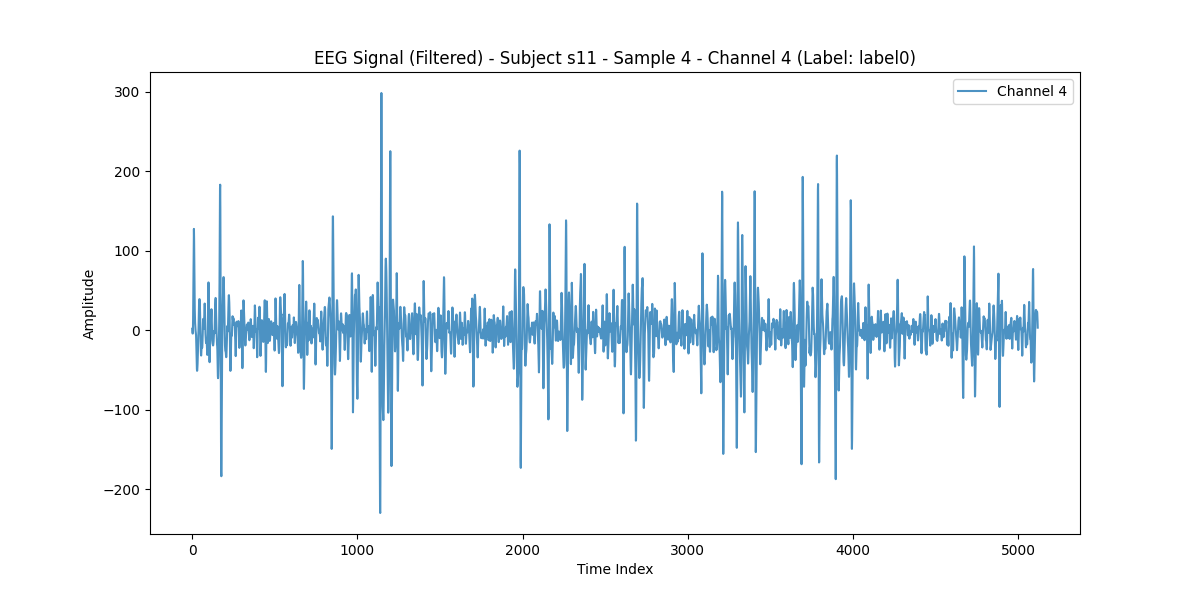 EEG Signal (Filtered) - Subject s11 - Sample 4 - Channel 4 (Label: label0)
Channel 4
300
200
100
0
−100
−200
Amplitude
0 1000 2000 3000 4000 5000
Time Index